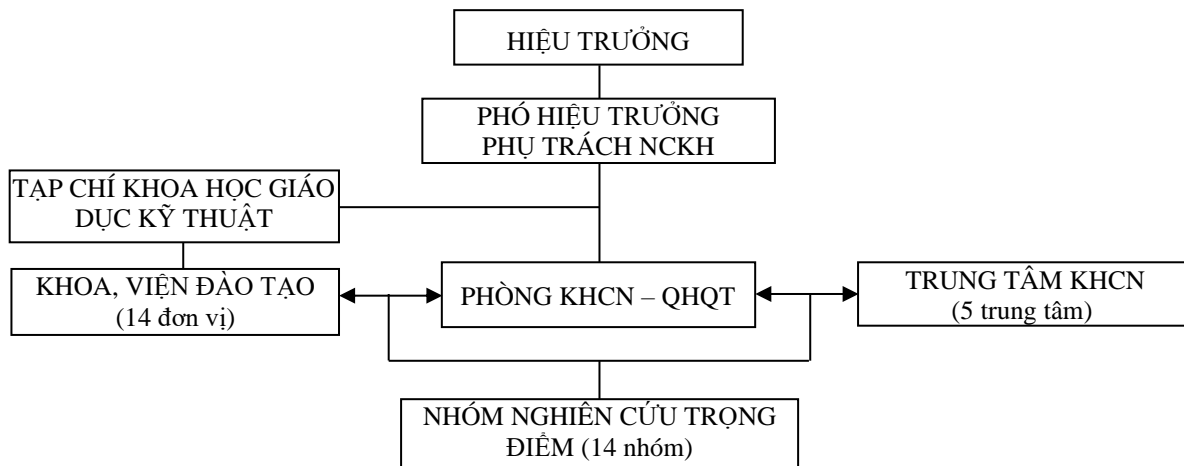 HIỆU TRƯỞNG
PHÓ HIỆU TRƯỞNG
PHỤ TRÁCH NCKH
TẠP CHÍ KHOA HỌC GIÁO
DỤC KỸ THUẬT
KHOA, VIỆN ĐÀO TẠO
(14 đơn vị)
PHÒNG KHCN – QHQT
TRUNG TÂM KHCN
(5 trung tâm)
NHÓM NGHIÊN CỨU TRỌNG
ĐIỂM (14 nhóm)